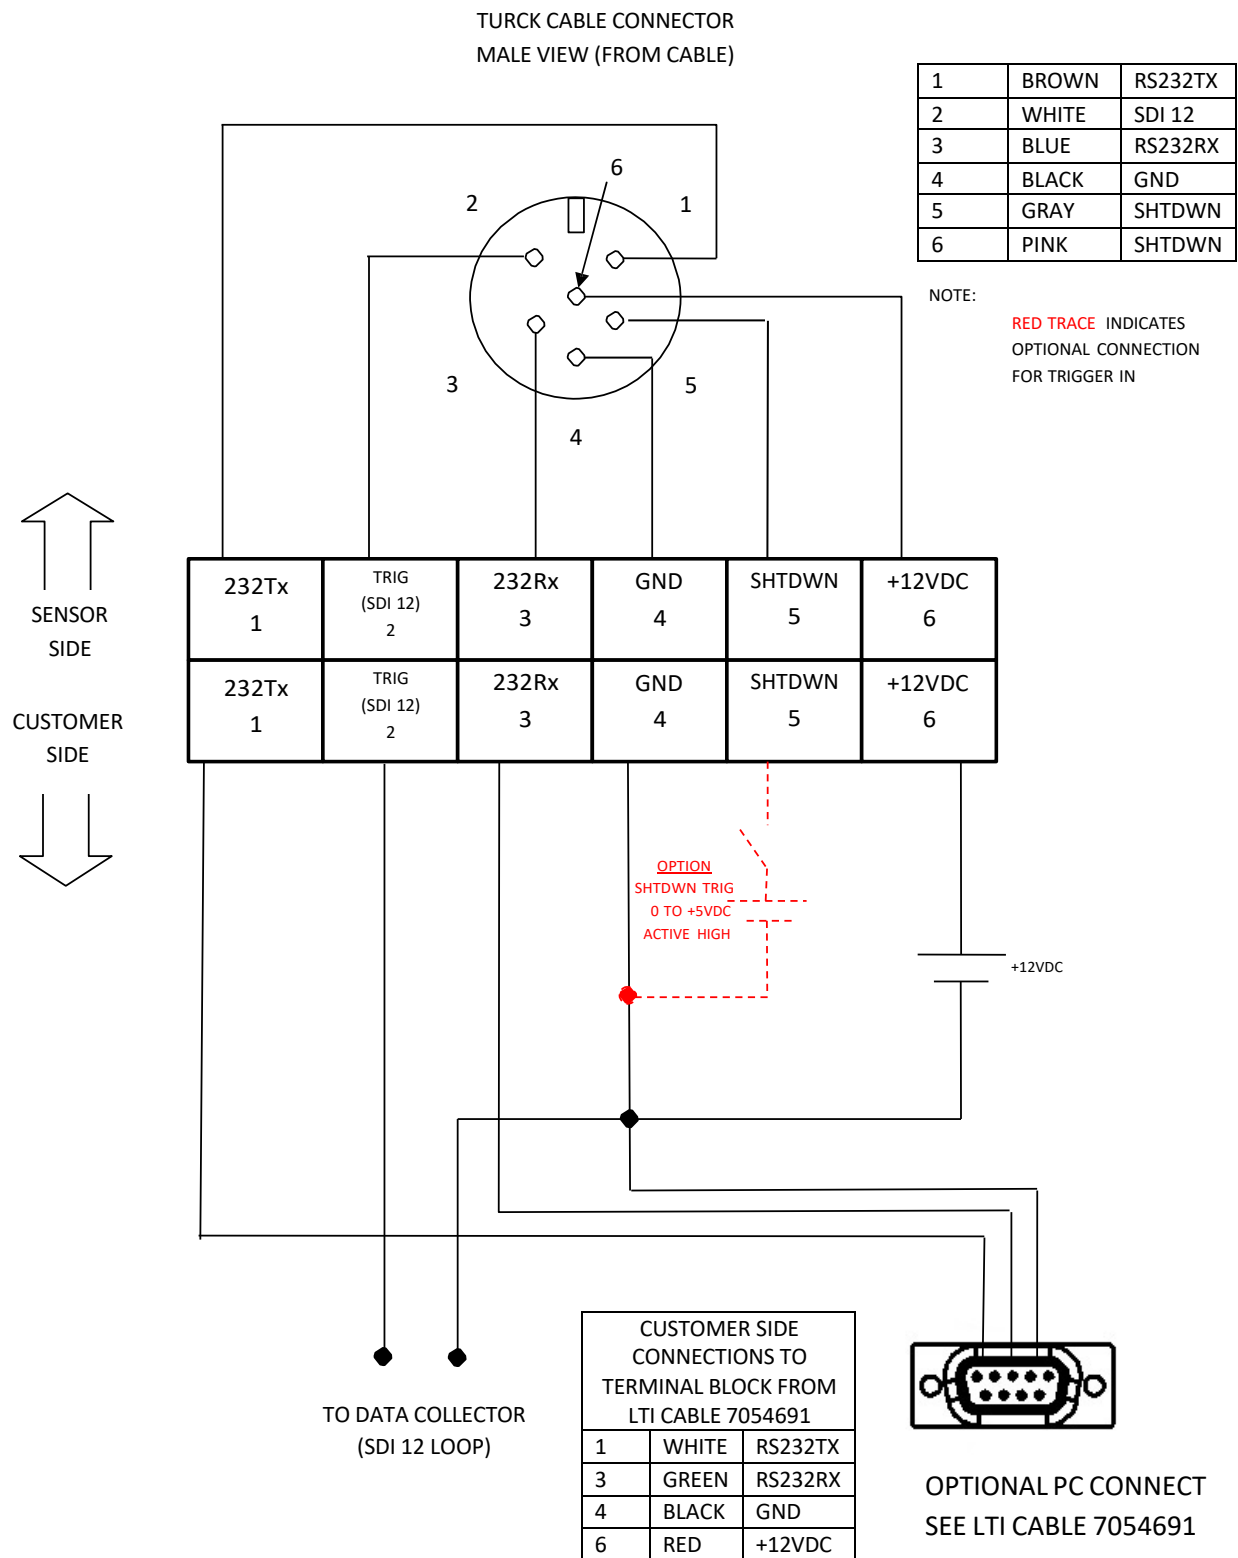 TURCK CABLE CONNECTOR
MALE VIEW (FROM CABLE)
1 BROWN RS232TX
2 WHITE SDI 12
3 BLUE RS232RX
4 BLACK GND
5 GRAY SHTDWN
6 PINK SHTDWN
NOTE:
RED TRACE INDICATES
OPTIONAL CONNECTION
FOR TRIGGER IN
6
2
1
3
5
4
SENSOR
SIDE
CUSTOMER
SIDE
232Tx
1
TRIG
(SDI 12)
2
232Rx
3
GND
4
SHTDWN
5
+12VDC
6
232Tx
1
TRIG
(SDI 12)
2
232Rx
3
GND
4
SHTDWN
5
+12VDC
6
OPTION
SHTDWN TRIG
0 TO +5VDC
ACTIVE HIGH
+12VDC
TO DATA COLLECTOR
(SDI 12 LOOP)
CUSTOMER SIDE
CONNECTIONS TO
TERMINAL BLOCK FROM
LTI CABLE 7054691
1 WHITE RS232TX
3 GREEN RS232RX
4 BLACK GND
6 RED +12VDC
OPTIONAL PC CONNECT
SEE LTI CABLE 7054691